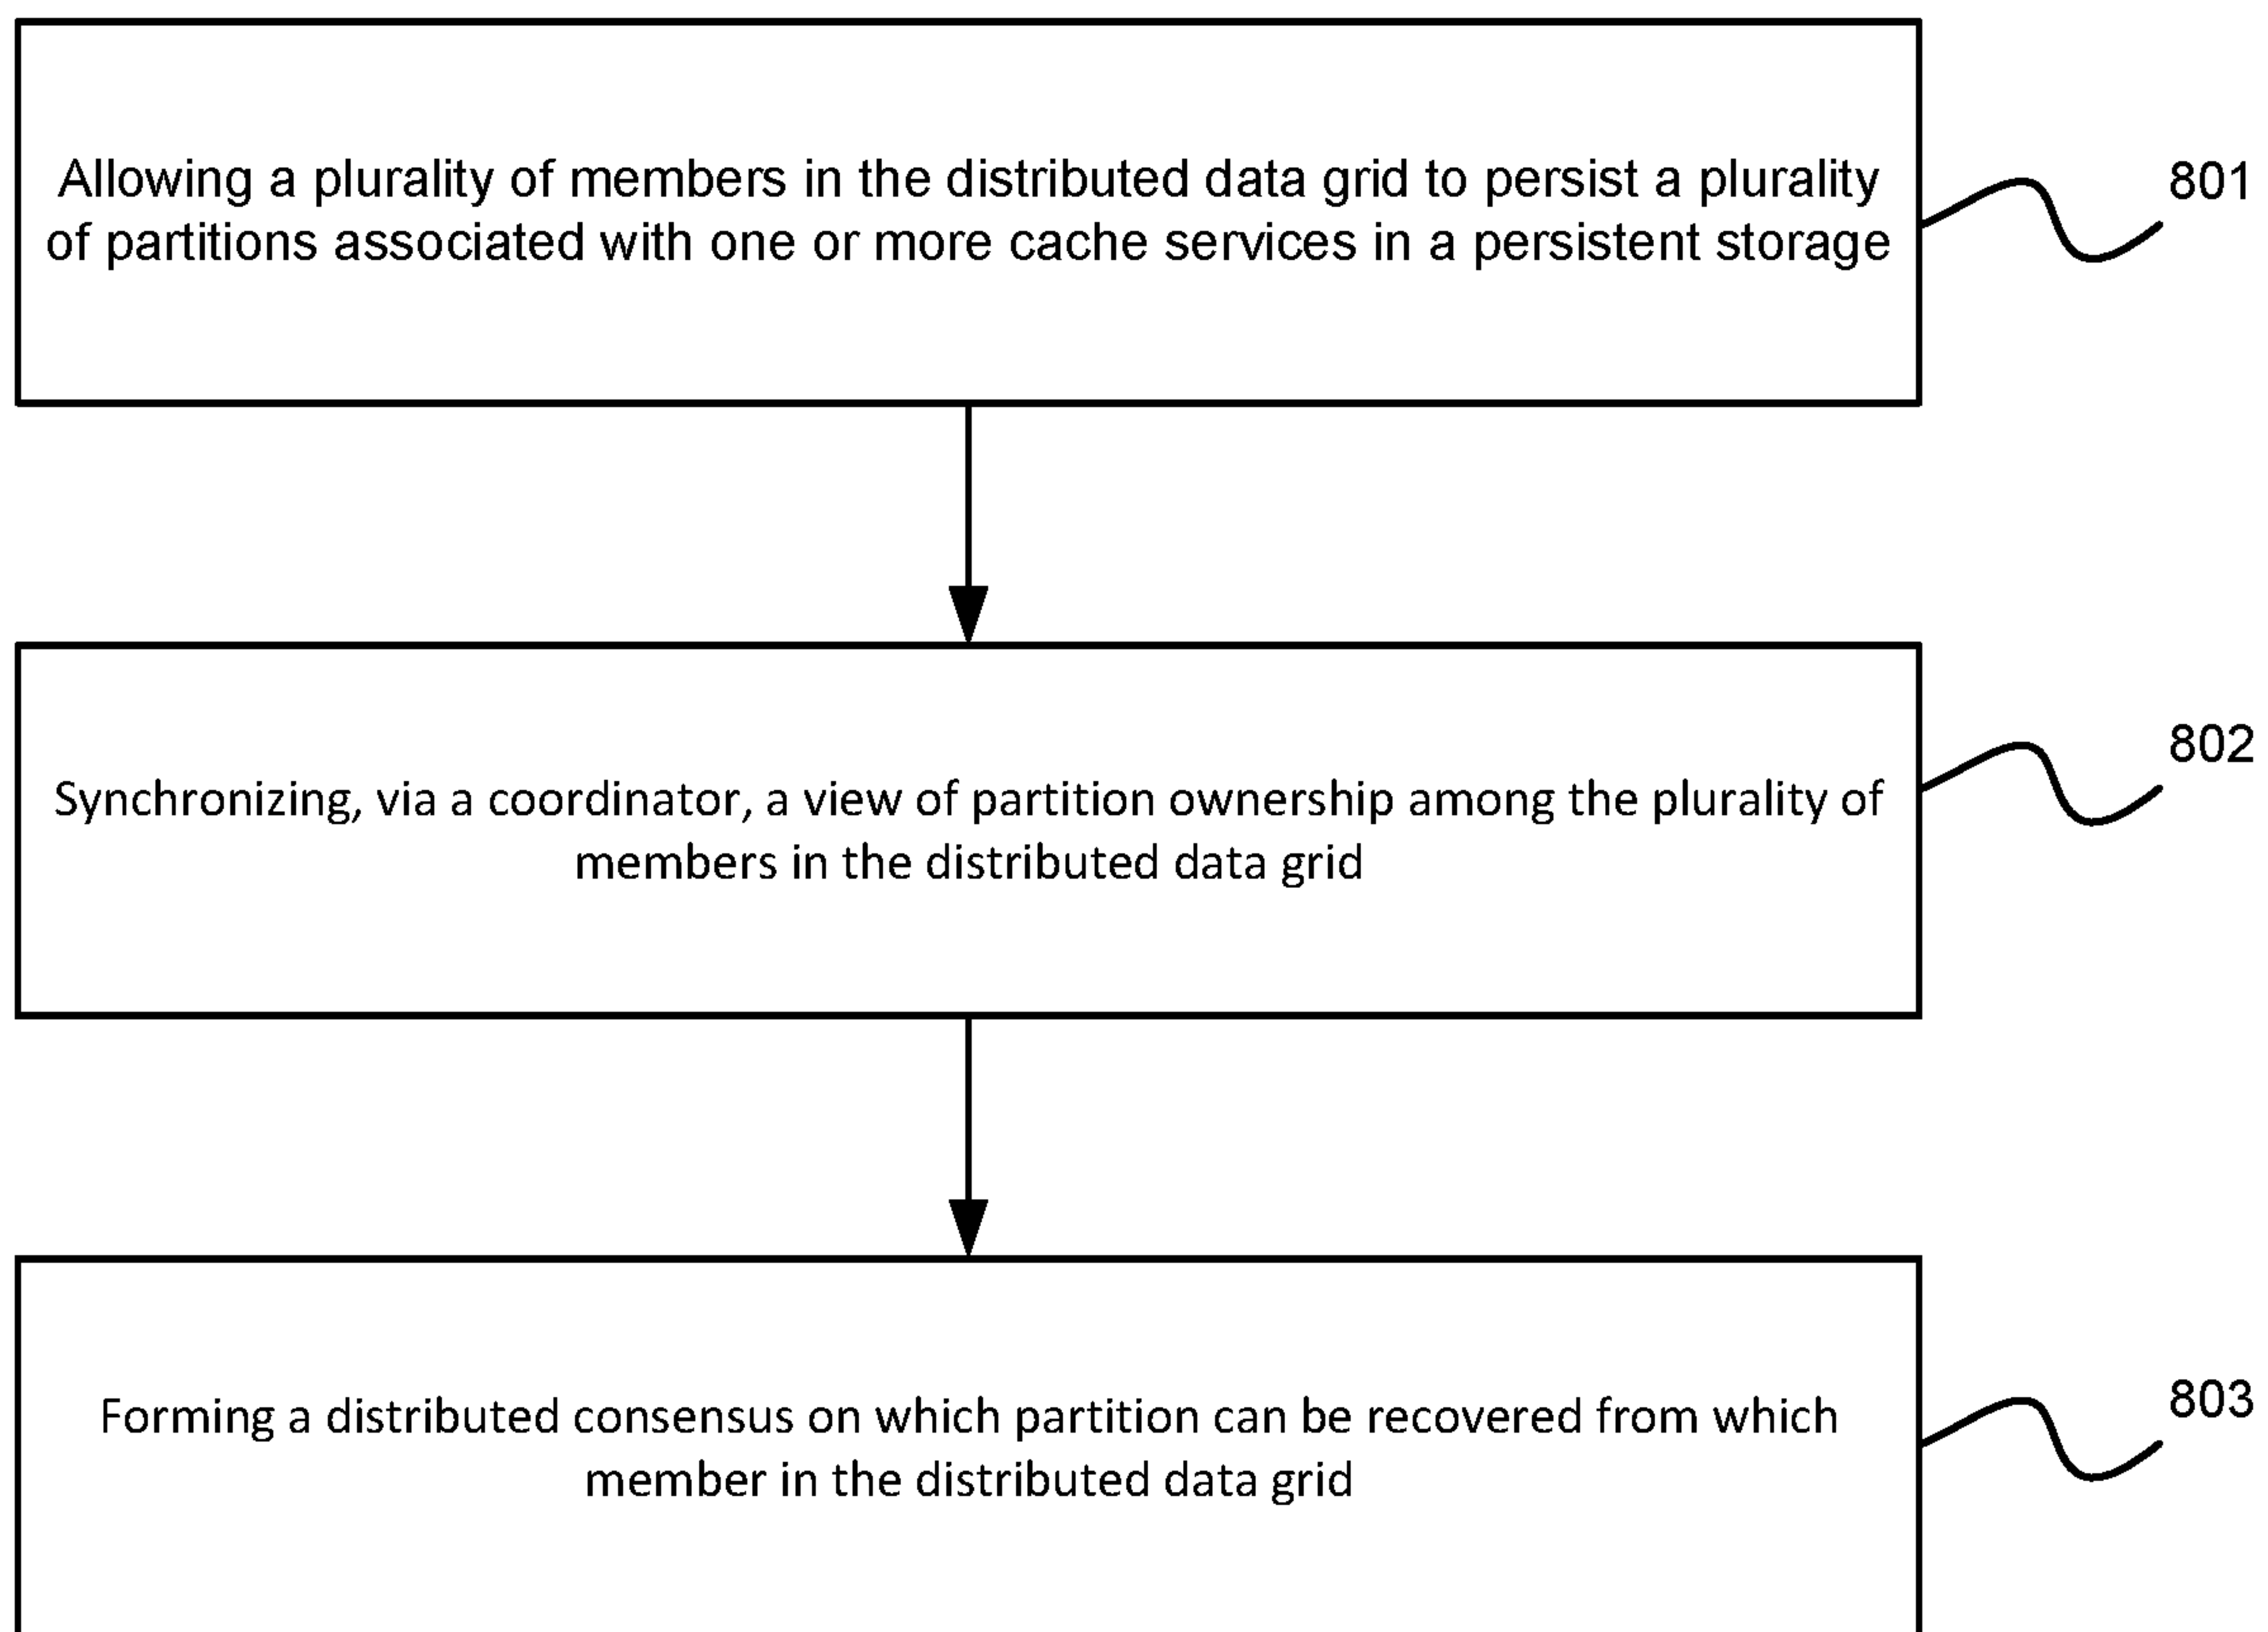 Allowing a plurality of members in the distributed data grid to persist a plurality
of partitions associated with one or more cache services in a persistent storage
801
Synchronizing, via a coordinator, a view of partition ownership among the plurality of
members in the distributed data grid
802
Forming a distributed consensus on which partition can be recovered from which
member in the distributed data grid
803